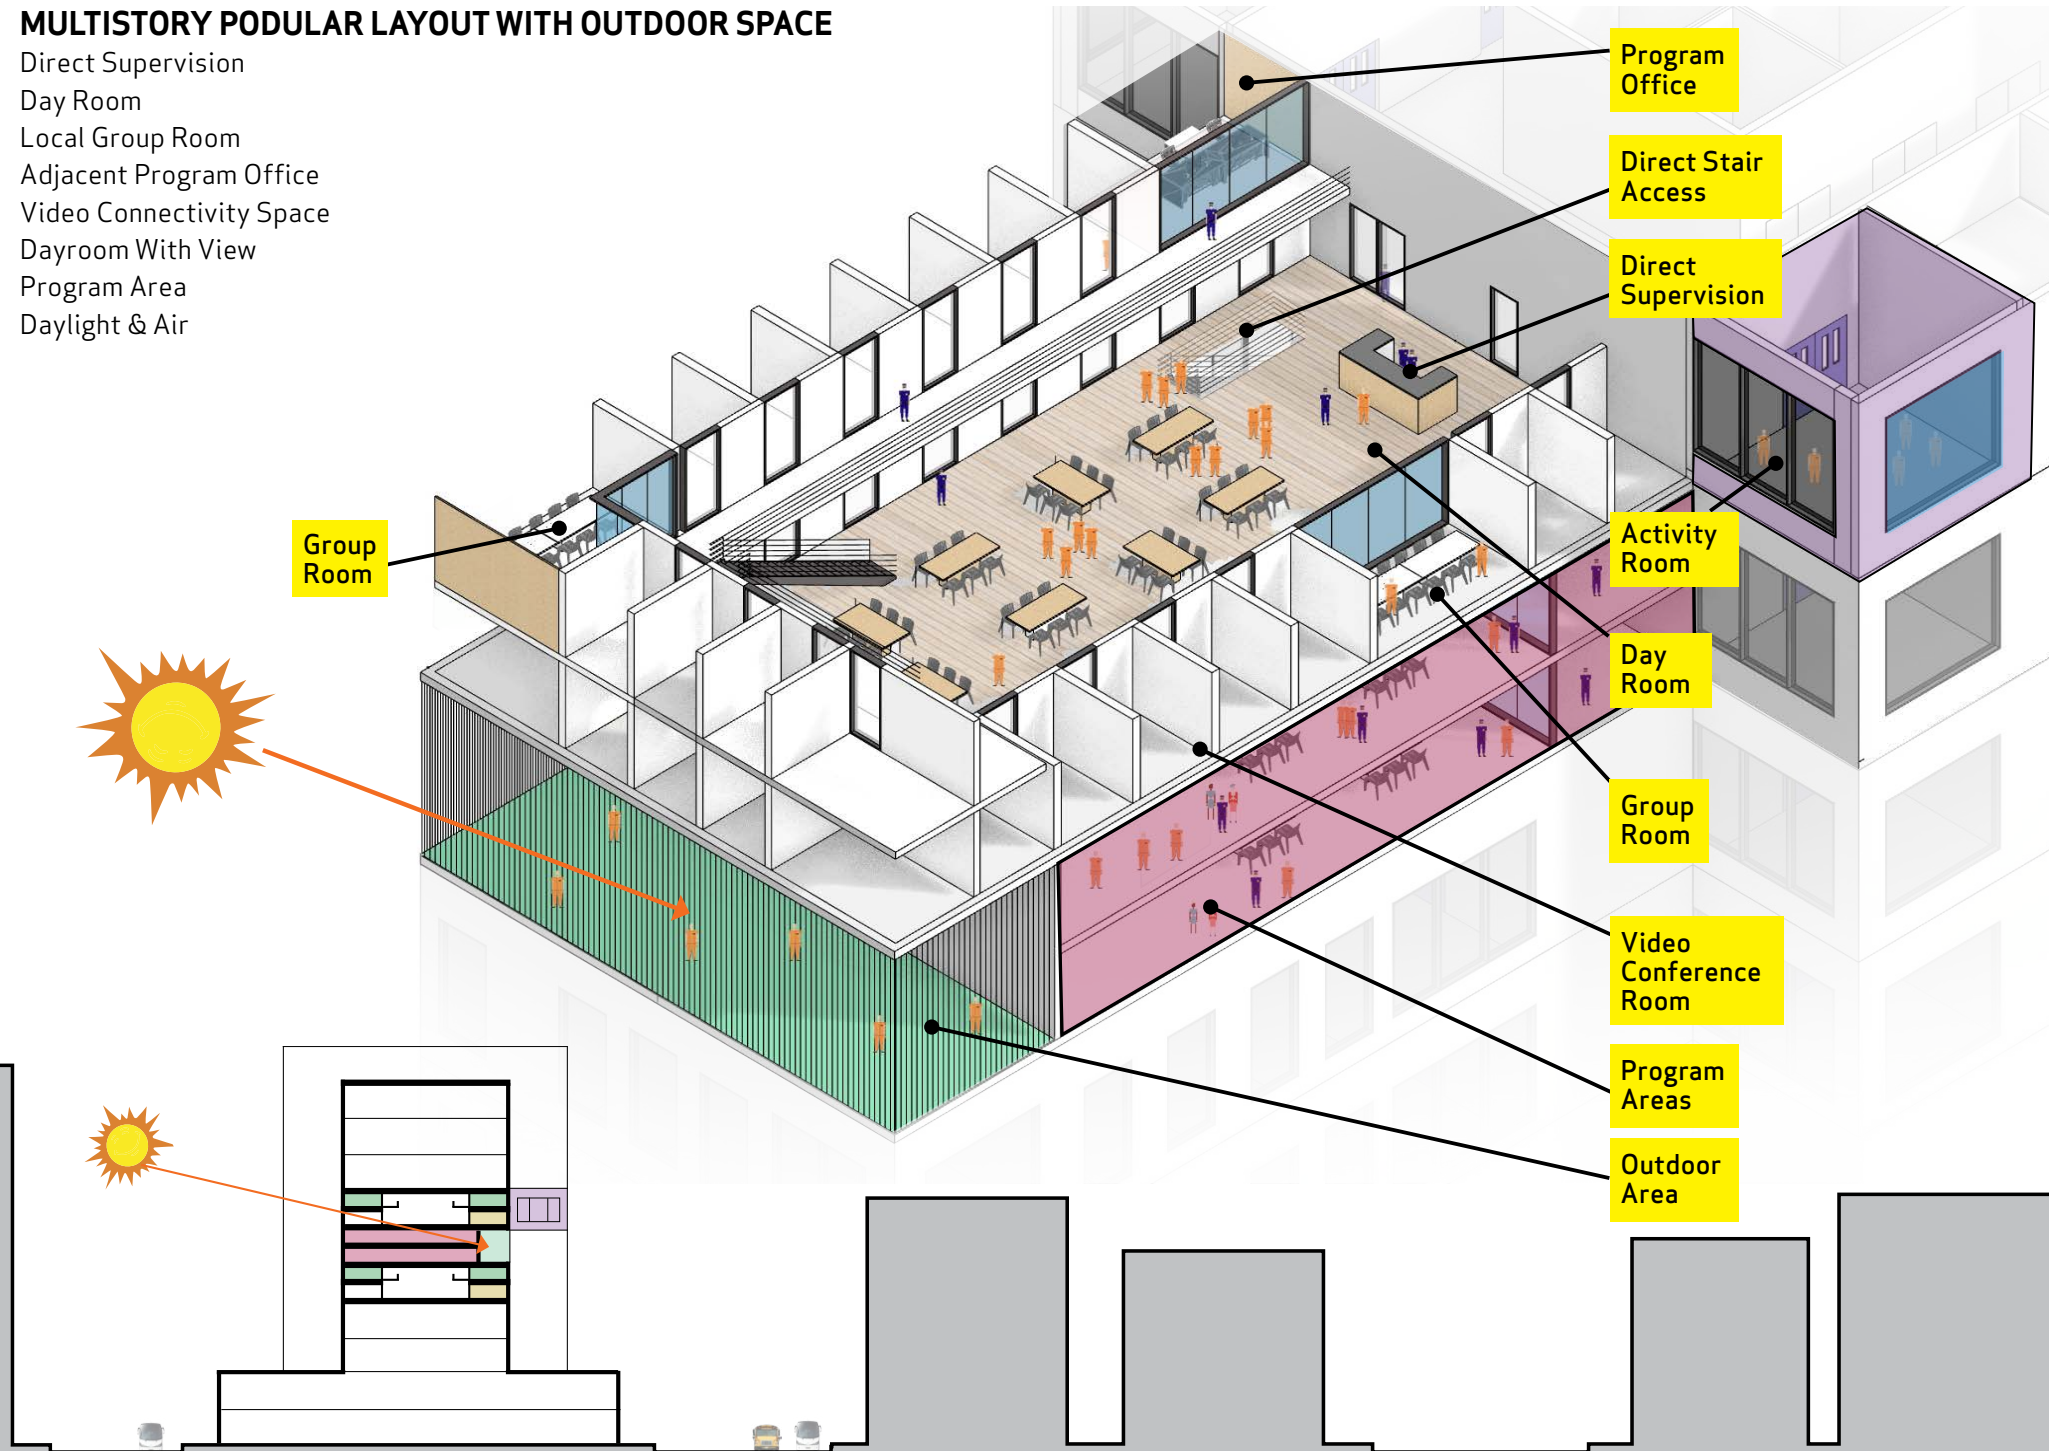 MULTISTORY PODULAR LAYOUT WITH OUTDOOR SPACE
Direct Supervision
Day Room
Local Group Room
Adjacent Program Office
Video Connectivity Space
Dayroom With View
Program Area
Daylight & Air
Program
Office
Direct Stair
Access
Direct
Supervision
Group
Room
Activity
Room
Day
Room
Group
Room
Video
Conference
Room
Program
Areas
Outdoor
Area